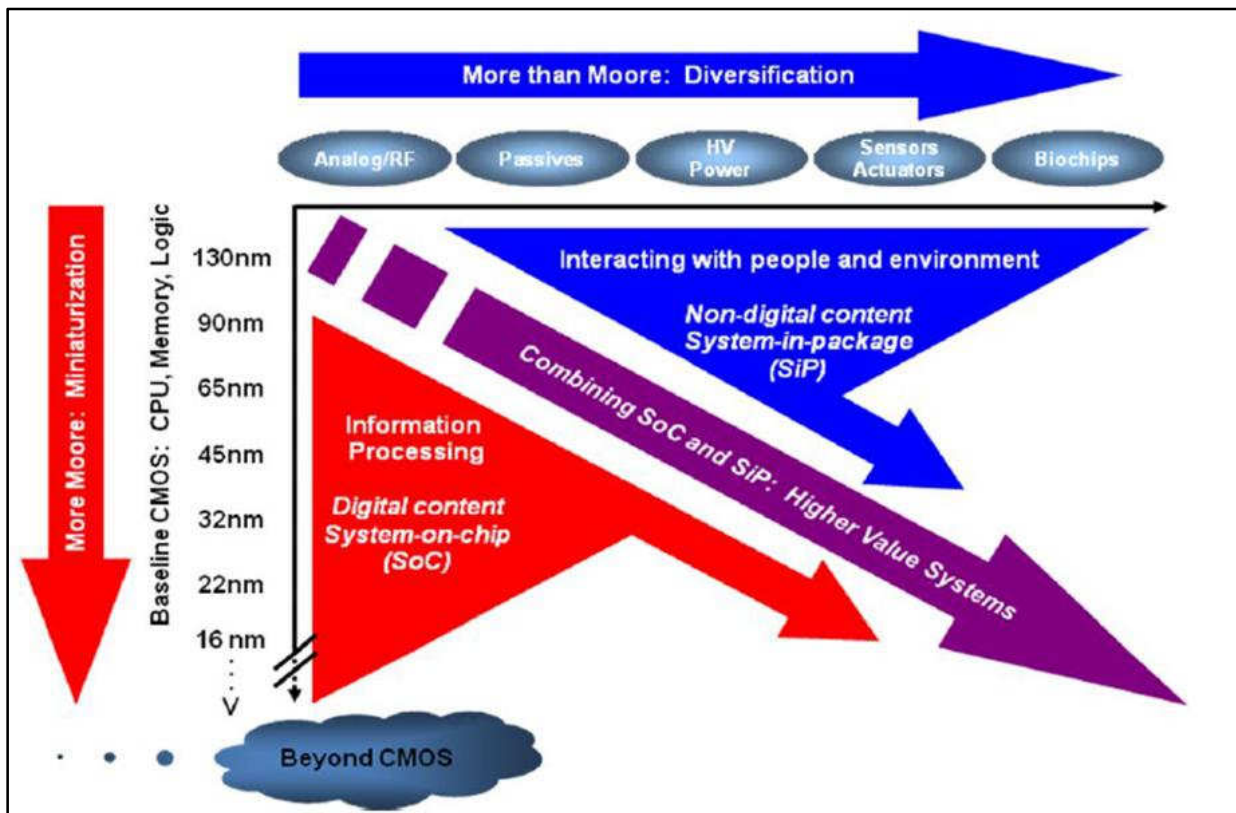 More than Moore: Diversification
Analog/RF
Passives
HV
Power
Sensors
Actuators
Biochips
More Moore: Miniaturization
Baseline CMOS: CPU, Memory, Logic
130nm
90nm
65nm
45nm
32nm
22nm
16 nm
Interacting with people and environment
Non-digital content
System-in-package
(SiP)
Combining SoC and SiP: Higher Value Systems
Information
Processing
Digital content
System-on-chip
(SoC)
Beyond CMOS